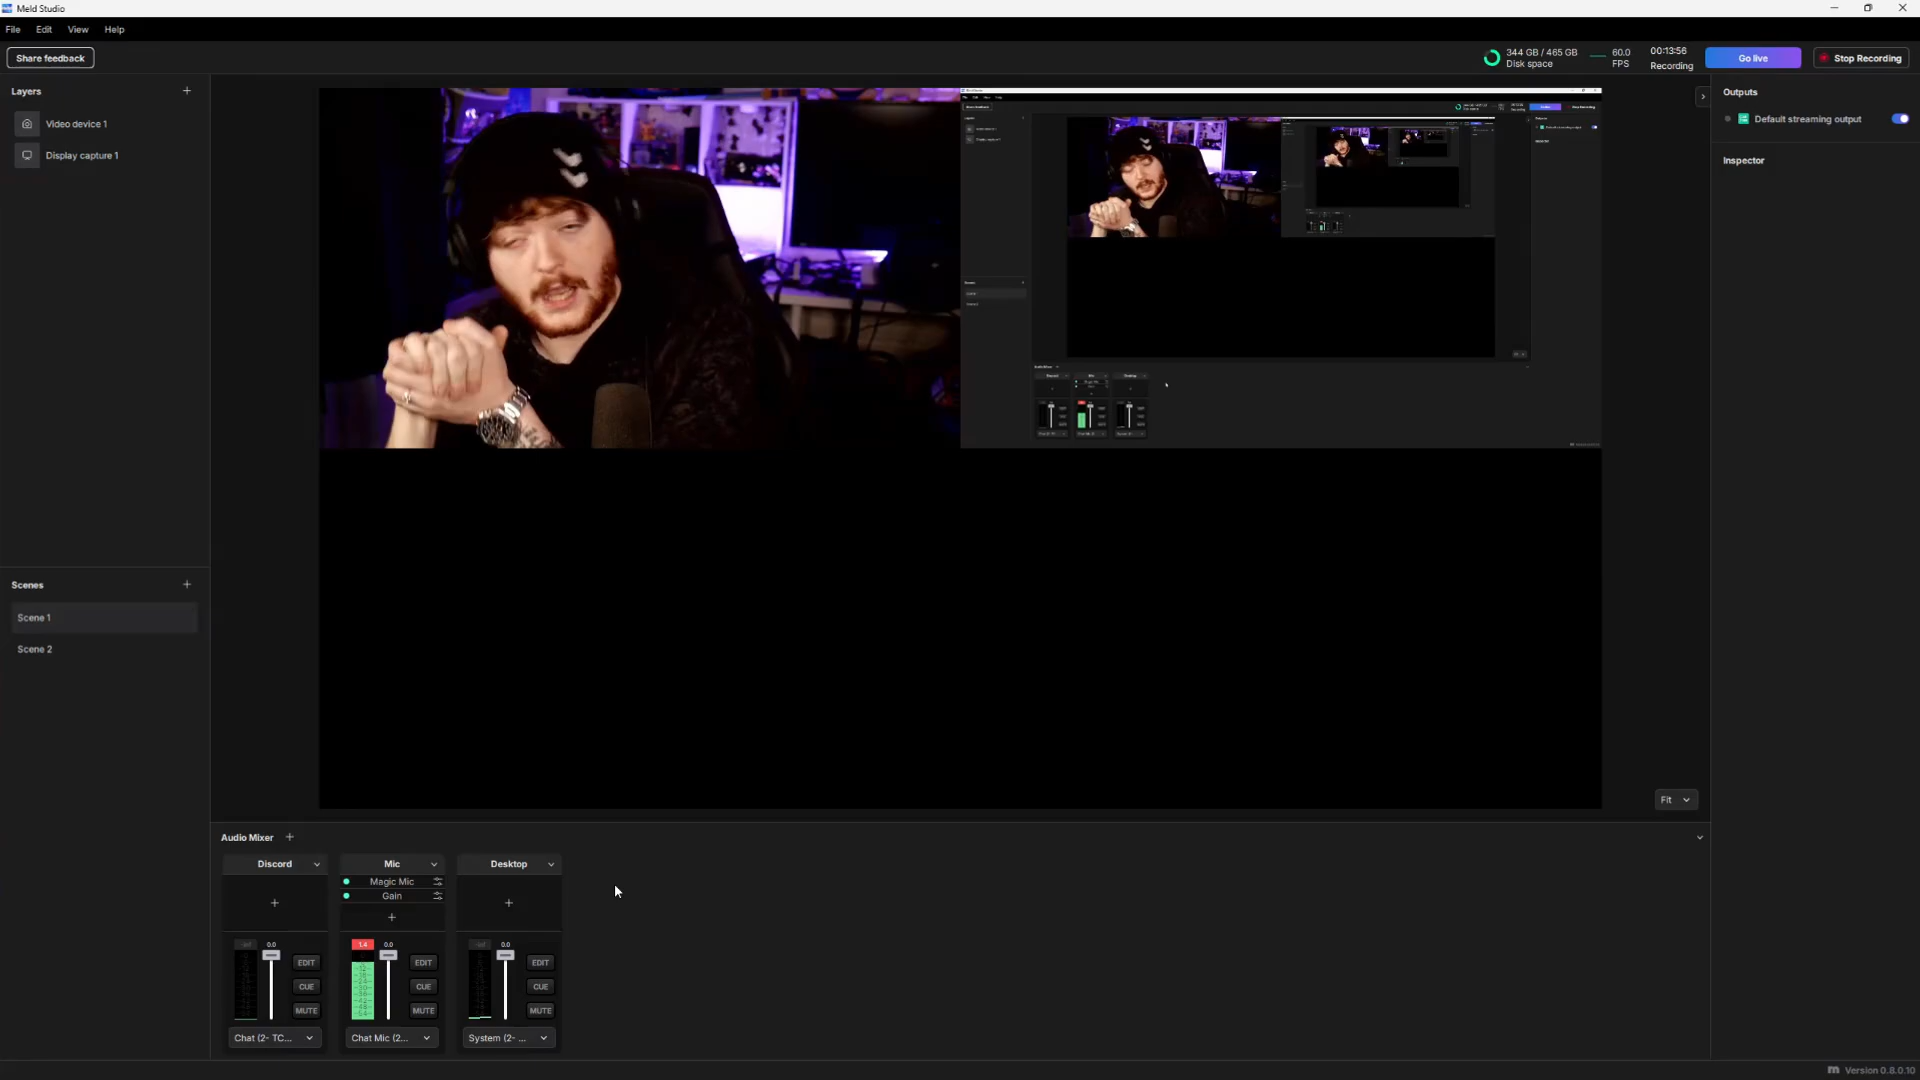 Meld Studio
File Edit View Help
Share feedback
344 GB / 465 GB
Disk space
60.0
FPS
00:13:56
Recording
Go live
Stop Recording
Layers
Video device 1
Display capture 1
Outputs
Default streaming output
Inspector
Scenes
Scene 1
Scene 2
Fit
Audio Mixer
Discord Mic Desktop
Magic Mic
Gain
-inf 0.0 1.4 0.0 -inf 0.0
EDIT EDIT EDIT
CUE CUE CUE
MUTE MUTE MUTE
Chat (2- TC... Chat Mic (2... System (2- ...
Version 0.8.0.10